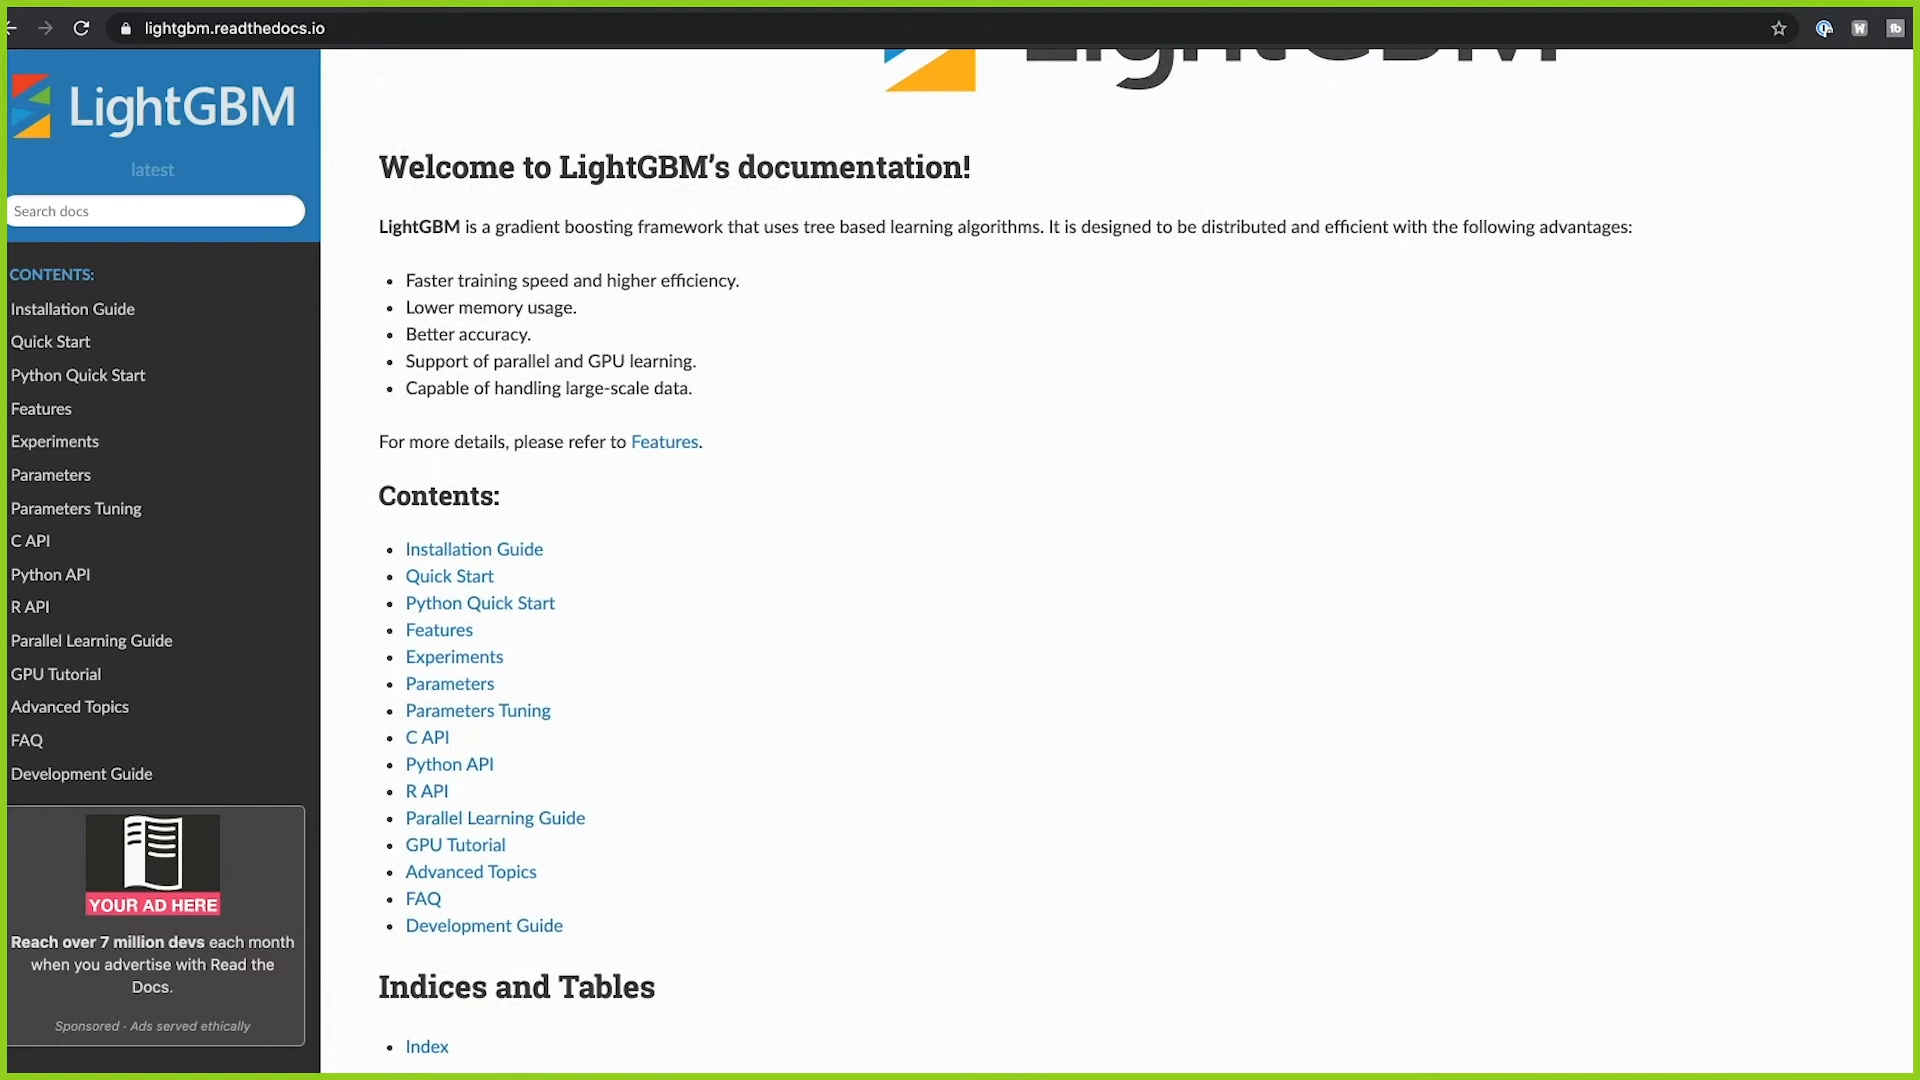 lightgbm.readthedocs.io
LightGBM
LightGBM
latest
Search docs
CONTENTS:
Installation Guide
Quick Start
Python Quick Start
Features
Experiments
Parameters
Parameters Tuning
C API
Python API
R API
Parallel Learning Guide
GPU Tutorial
Advanced Topics
FAQ
Development Guide
YOUR AD HERE
Reach over 7 million devs each month
when you advertise with Read the
Docs.
Sponsored · Ads served ethically
Welcome to LightGBM’s documentation!
LightGBM is a gradient boosting framework that uses tree based learning algorithms. It is designed to be distributed and efficient with the following advantages:
• Faster training speed and higher efficiency.
• Lower memory usage.
• Better accuracy.
• Support of parallel and GPU learning.
• Capable of handling large-scale data.
For more details, please refer to Features.
Contents:
• Installation Guide
• Quick Start
• Python Quick Start
• Features
• Experiments
• Parameters
• Parameters Tuning
• C API
• Python API
• R API
• Parallel Learning Guide
• GPU Tutorial
• Advanced Topics
• FAQ
• Development Guide
Indices and Tables
• Index